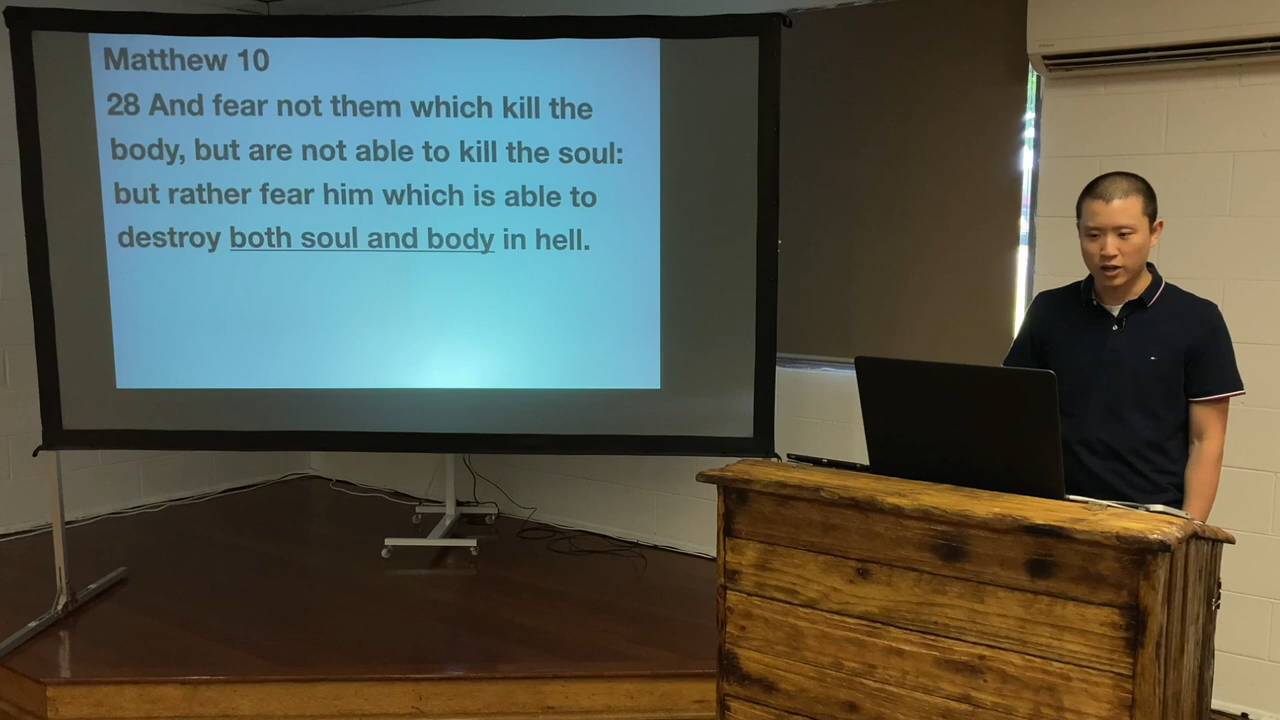 Matthew 10
28 And fear not them which kill the
body, but are not able to kill the soul:
but rather fear him which is able to
destroy both soul and body in hell.